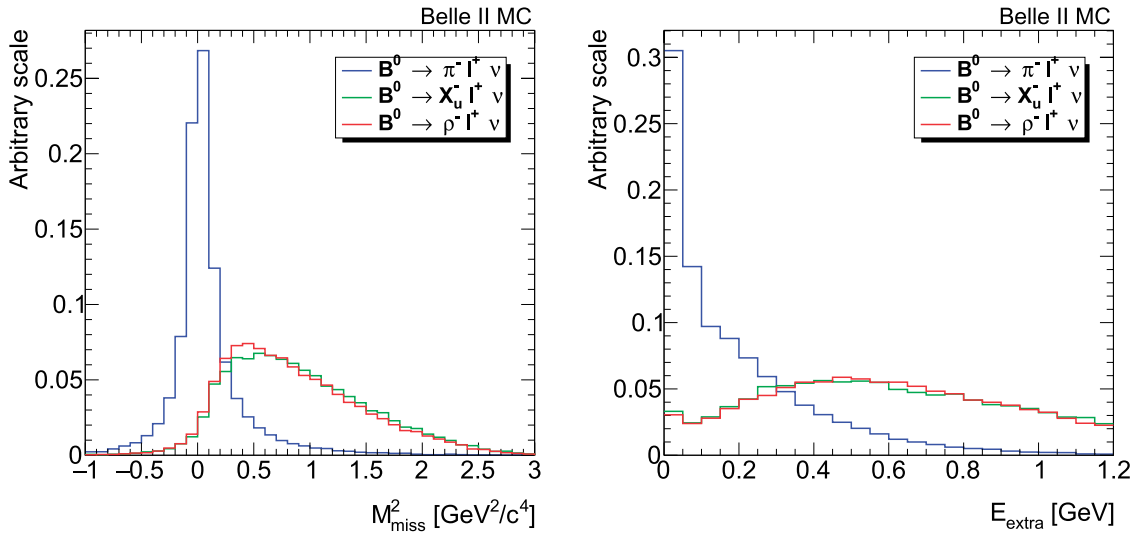 Belle II MC
Arbitrary scale
0.25
0.2
0.15
0.1
0.05
0
−1 −0.5 0 0.5 1 1.5 2 2.5 3
M²miss [GeV²/c⁴]
B⁰ → π⁻ l⁺ ν
B⁰ → Xᵤ⁻ l⁺ ν
B⁰ → ρ⁻ l⁺ ν
Belle II MC
Arbitrary scale
0.3
0.25
0.2
0.15
0.1
0.05
0
0 0.2 0.4 0.6 0.8 1 1.2
E_extra [GeV]
B⁰ → π⁻ l⁺ ν
B⁰ → Xᵤ⁻ l⁺ ν
B⁰ → ρ⁻ l⁺ ν